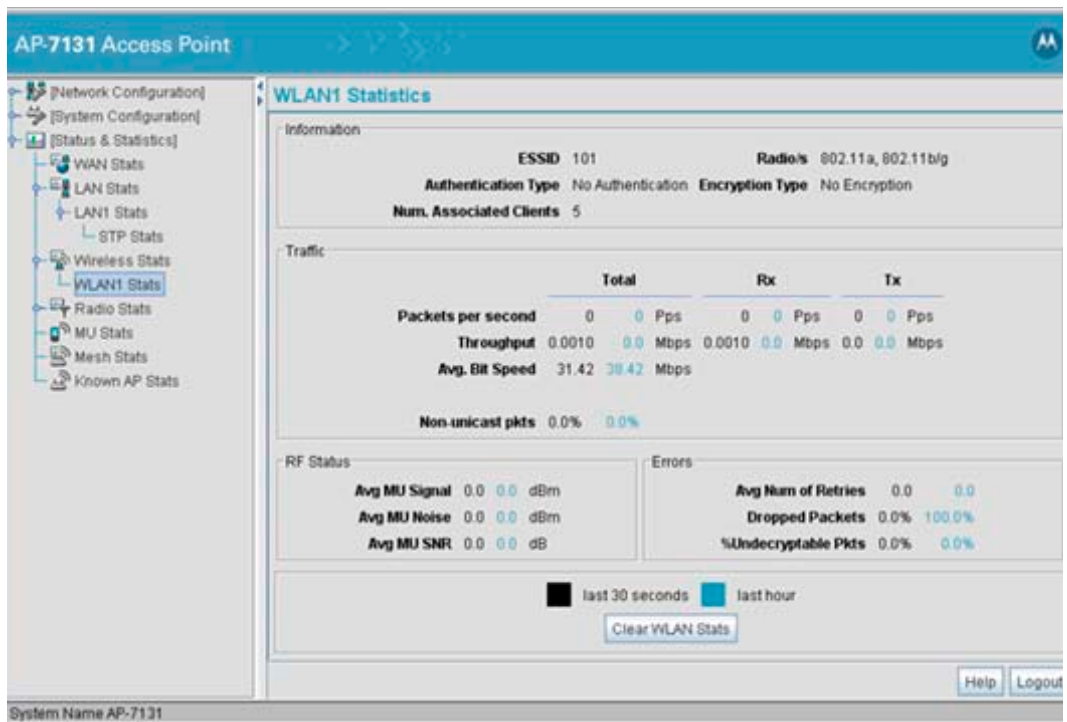 AP-7131 Access Point
[Network Configuration]
[System Configuration]
[Status & Statistics]
WAN Stats
LAN Stats
LAN1 Stats
STP Stats
Wireless Stats
WLAN1 Stats
Radio Stats
MU Stats
Mesh Stats
Known AP Stats
WLAN1 Statistics
Information
ESSID 101 Radio/s 802.11a, 802.11b/g
Authentication Type No Authentication Encryption Type No Encryption
Num. Associated Clients 5
Traffic
Total Rx Tx
Packets per second 0 0 Pps 0 0 Pps 0 0 Pps
Throughput 0.0010 0.0 Mbps 0.0010 0.0 Mbps 0.0 0.0 Mbps
Avg. Bit Speed 31.42 Mbps
Non-unicast pkts 0.0% 0.0%
RF Status
Avg MU Signal 0.0 0.0 dBm
Avg MU Noise 0.0 0.0 dBm
Avg MU SNR 0.0 0.0 dB
Errors
Avg Num of Retries 0.0 0.0
Dropped Packets 0.0% 100.0%
%Undecryptable Pkts 0.0% 0.0%
last 30 seconds last hour
Clear WLAN Stats
Help Logout
System Name AP-7131